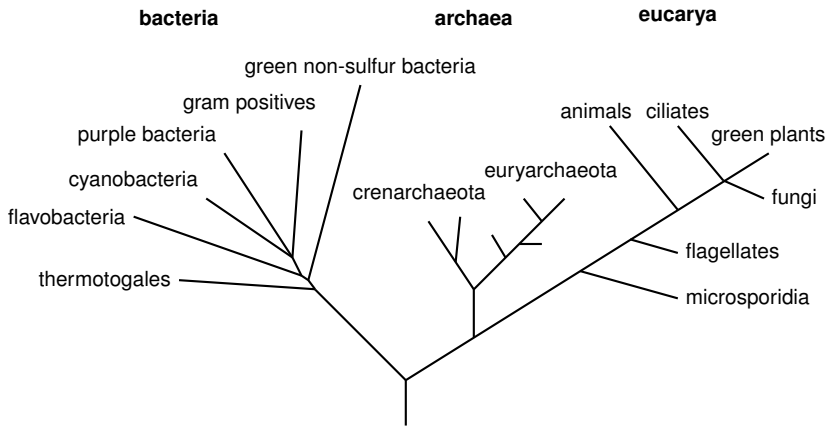 bacteria
archaea
eucarya
green non-sulfur bacteria
gram positives
purple bacteria
cyanobacteria
flavobacteria
thermotogales
crenarchaeota
euryarchaeota
animals
ciliates
green plants
fungi
flagellates
microsporidia